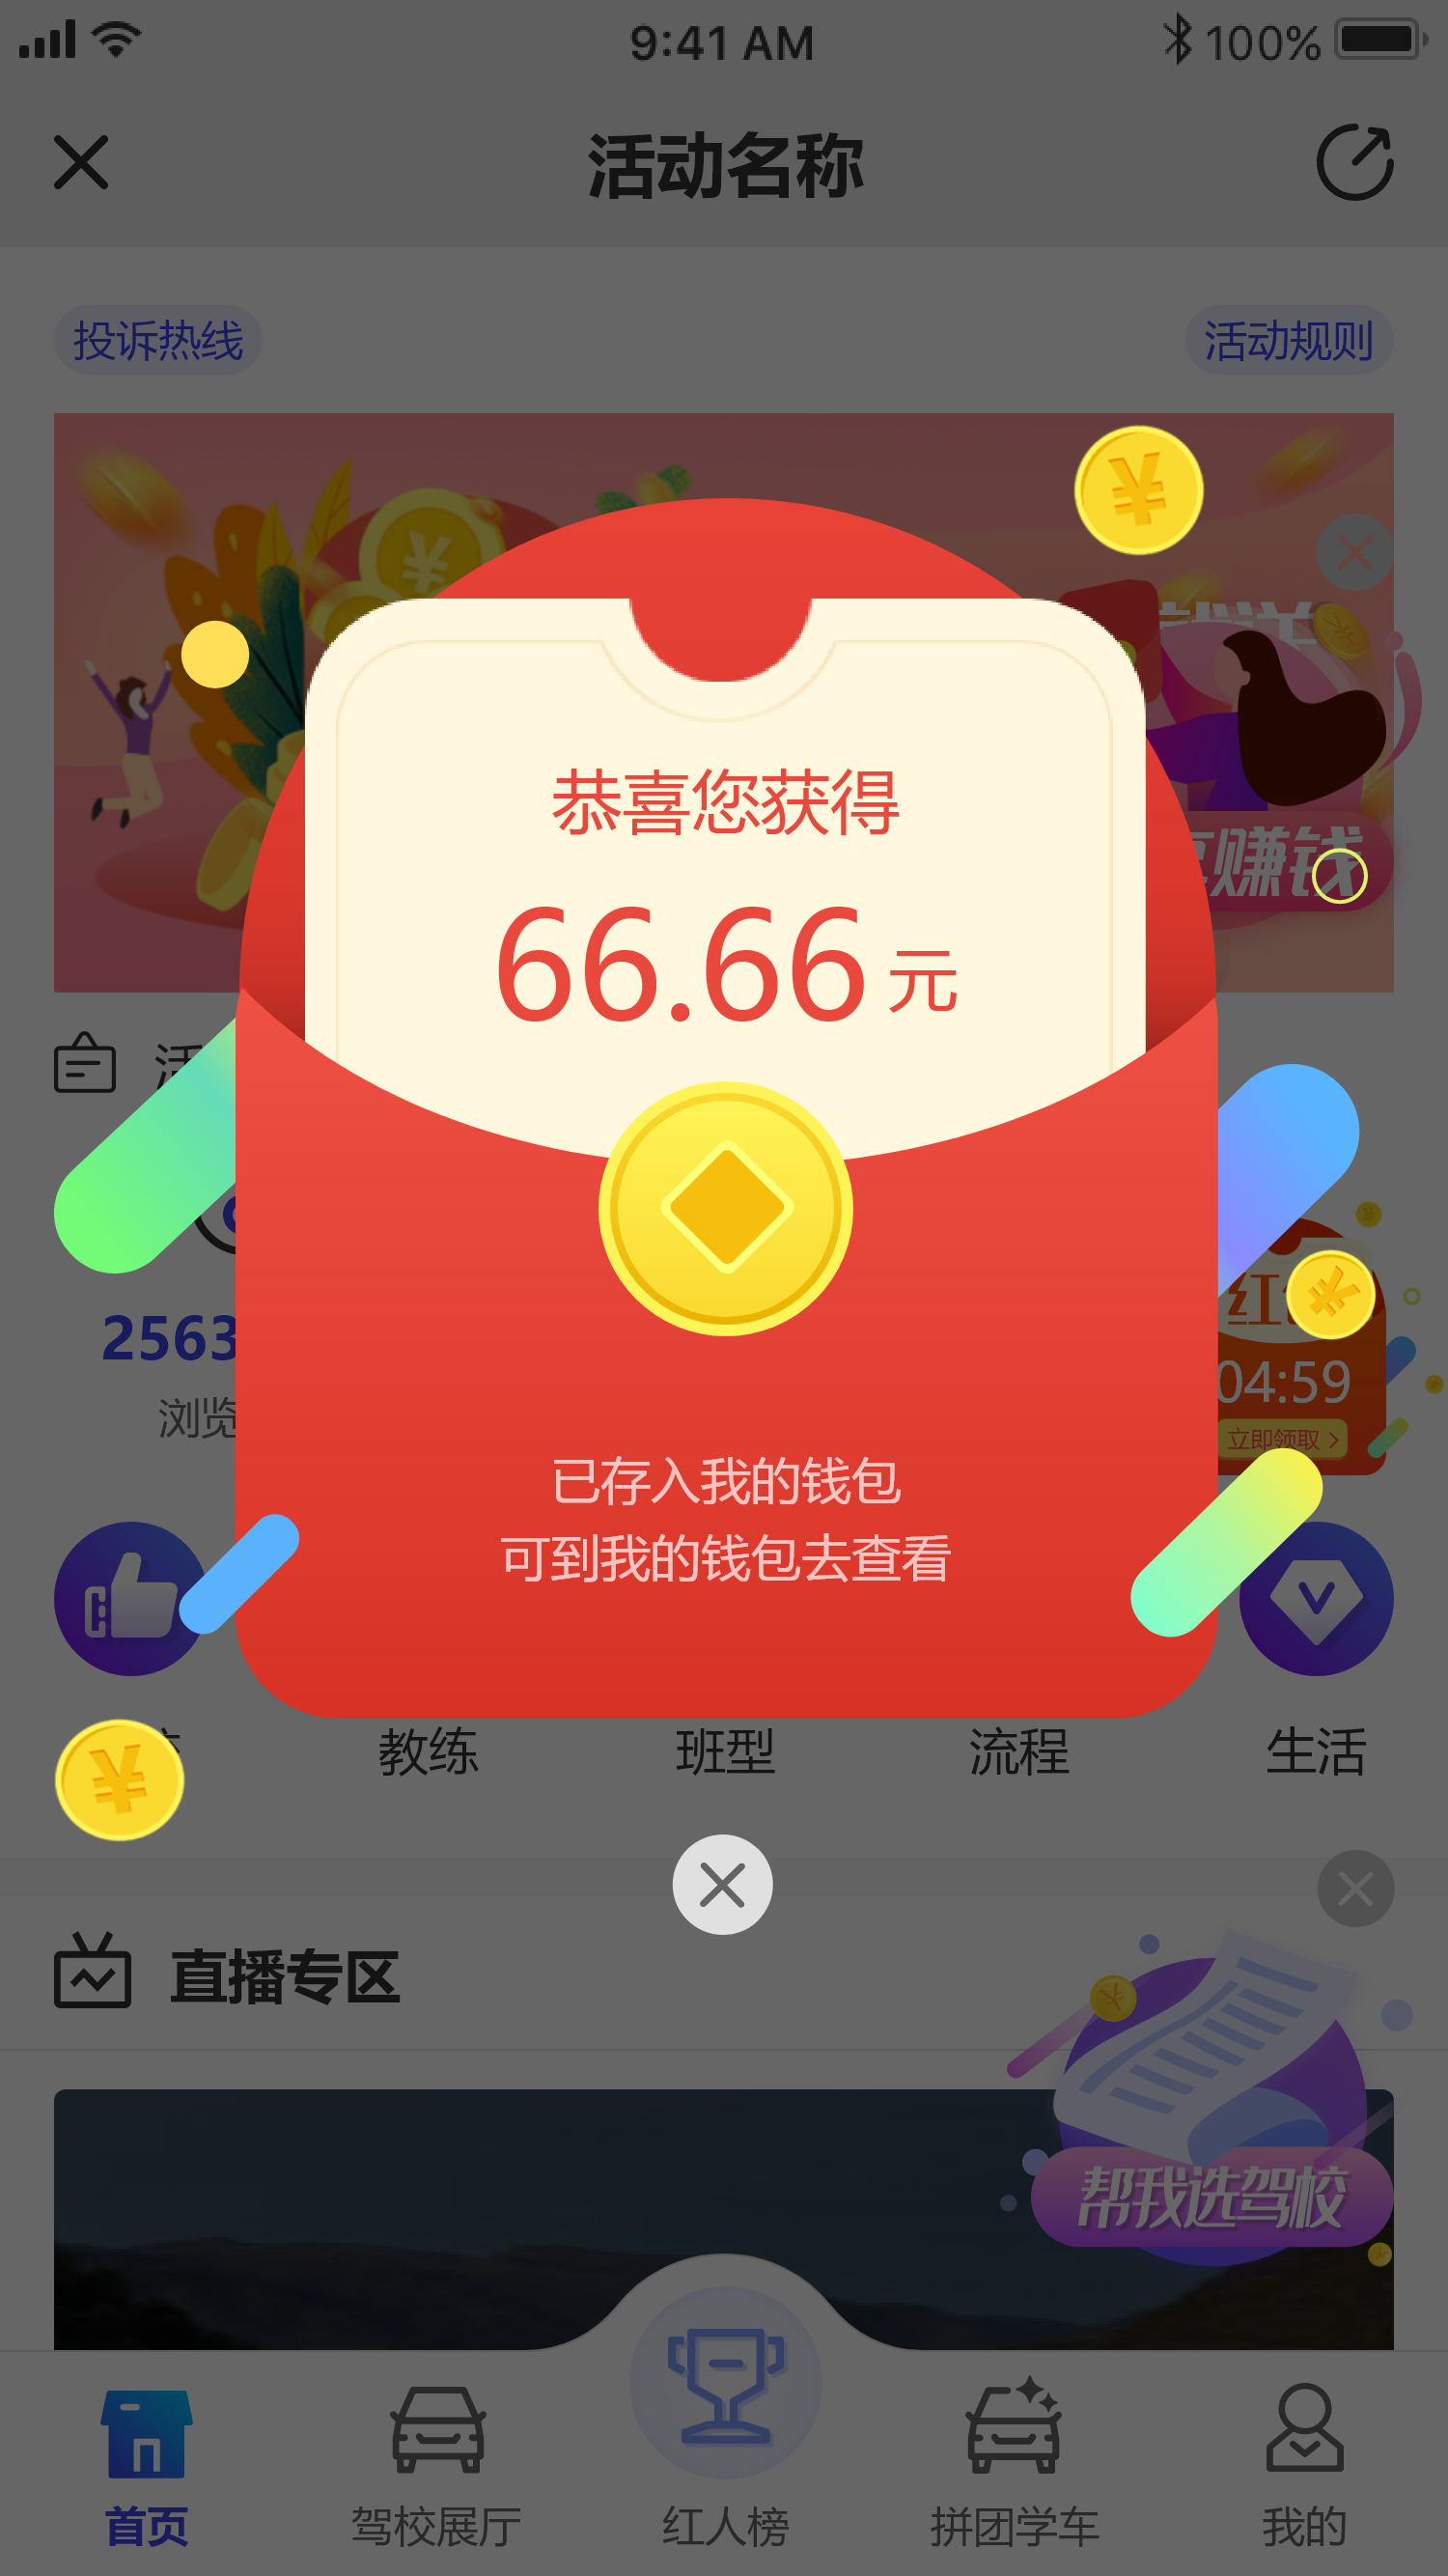 9:41 AM
100%
活动名称
投诉热线
活动规则
赚钱
恭喜您获得
66.66 元
活
2563
浏览
04:59
立即领取
已存入我的钱包
可到我的钱包去查看
教练
班型
流程
生活
直播专区
帮我选驾校
首页
驾校展厅
红人榜
拼团学车
我的